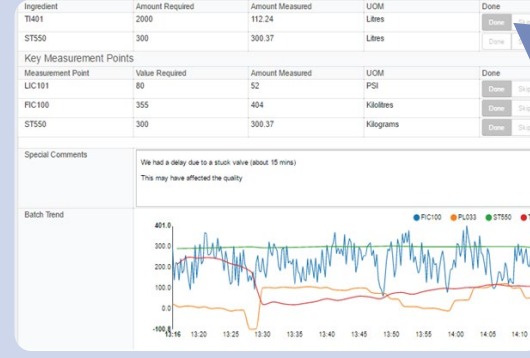 Ingredient Amount Required Amount Measured UOM Done
TI401 2000 112.24 Litres Done
ST550 300 300.37 Litres Done
Key Measurement Points
Measurement Point Value Required Amount Measured UOM Done
LIC101 80 52 PSI Done Skip
FIC100 355 404 Kilolitres Done Skip
ST550 300 300.37 Kilograms Done Skip
Special Comments
We had a delay due to a stuck valve (about 15 mins)
This may have affected the quality
Batch Trend
FIC100 PL033 ST550
401.0
300.0
200.0
100.0
0.0
-100.0
13:16 13:20 13:25 13:30 13:35 13:40 13:45 13:50 13:55 14:00 14:05 14:10